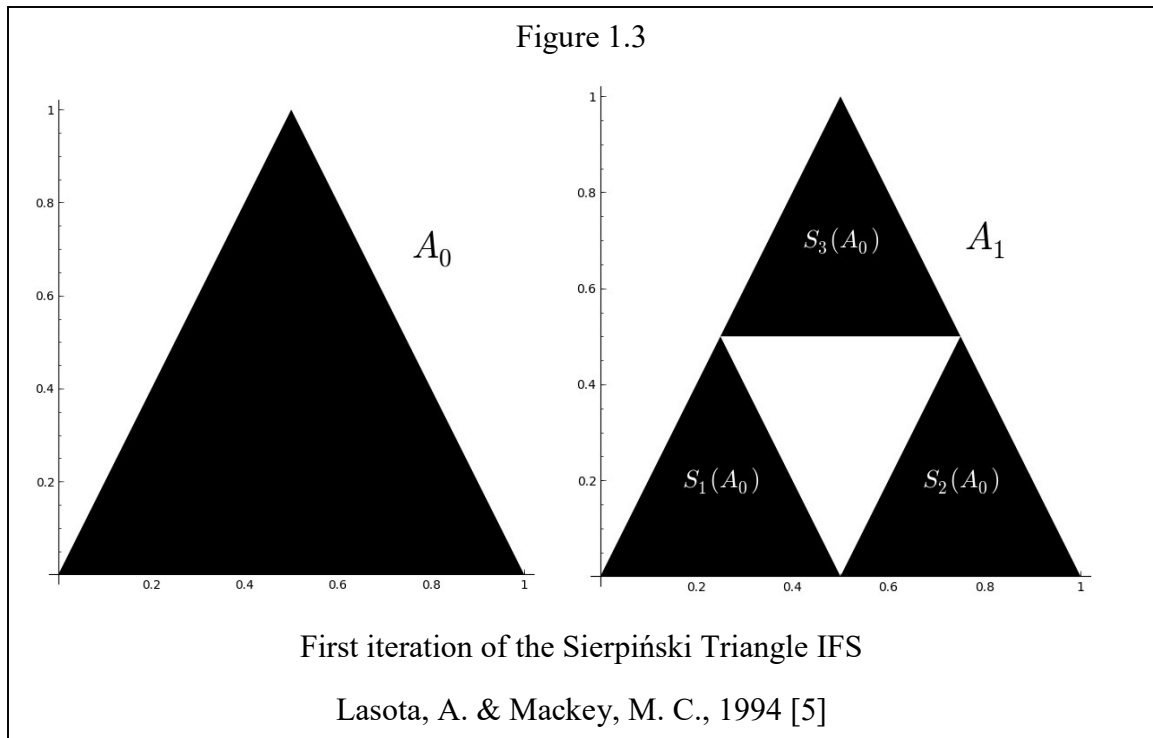 Figure 1.3
1
0.8
0.6
0.4
0.2
0.2
0.4
0.6
0.8
1
A₀
1
0.8
0.6
0.4
0.2
0.2
0.4
0.6
0.8
1
S₃(A₀)
A₁
S₁(A₀)
S₂(A₀)
First iteration of the Sierpiński Triangle IFS
Lasota, A. & Mackey, M. C., 1994 [5]